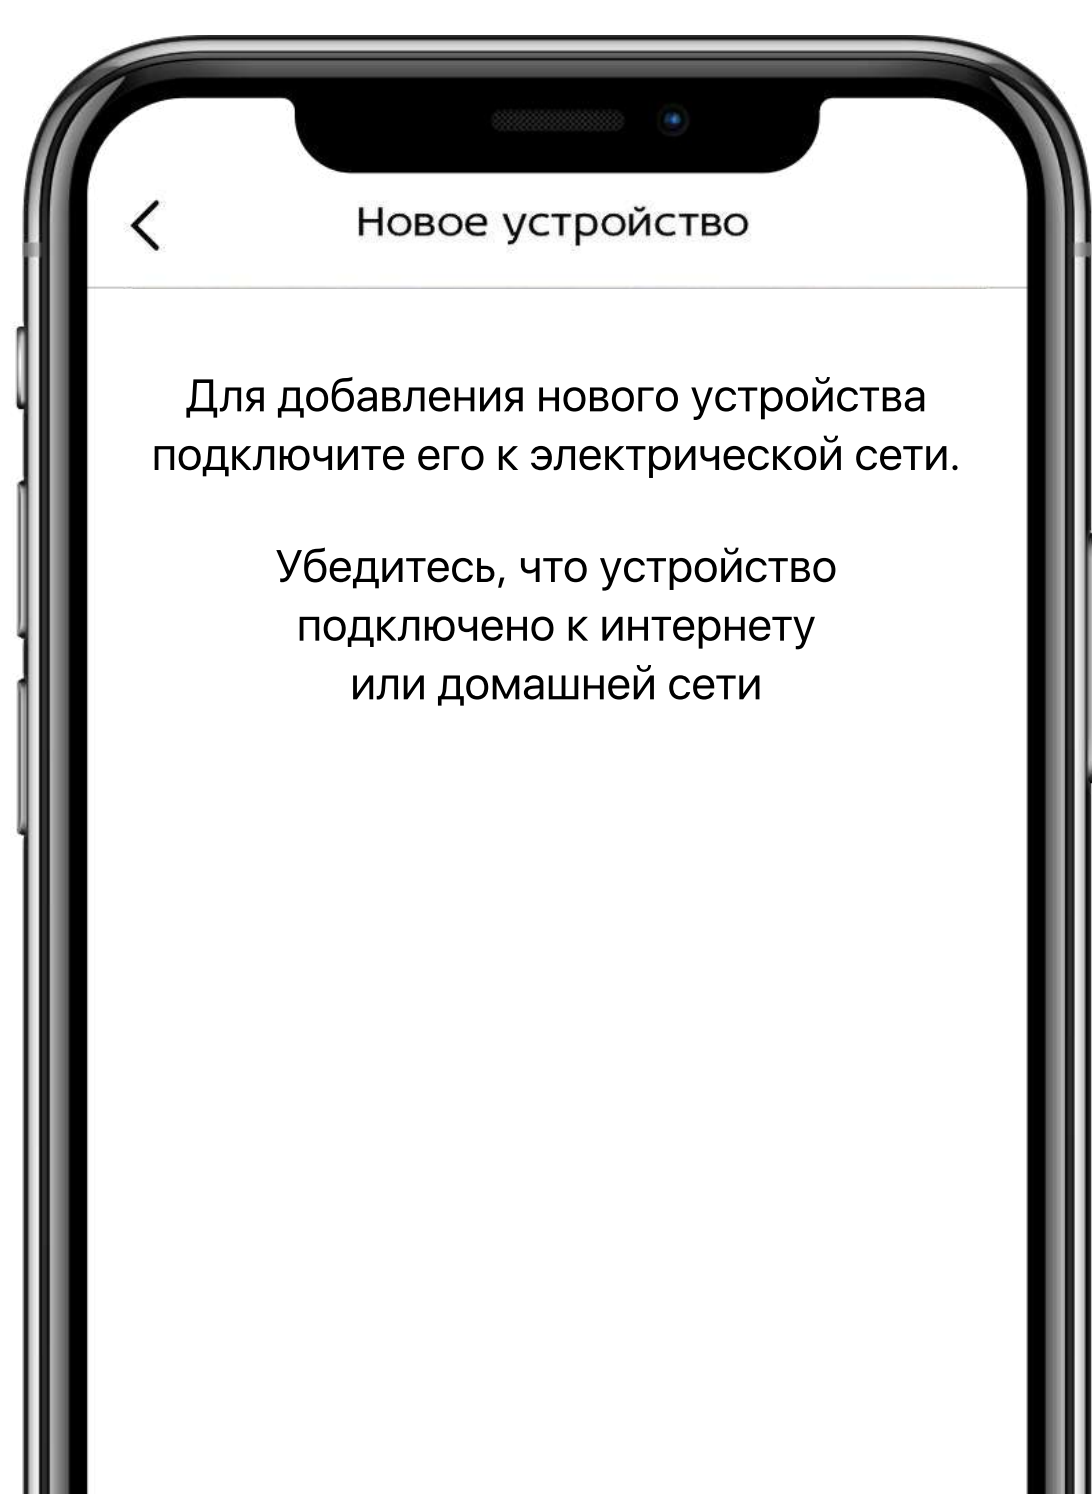 Новое устройство
Для добавления нового устройства
подключите его к электрической сети.
Убедитесь, что устройство
подключено к интернету
или домашней сети